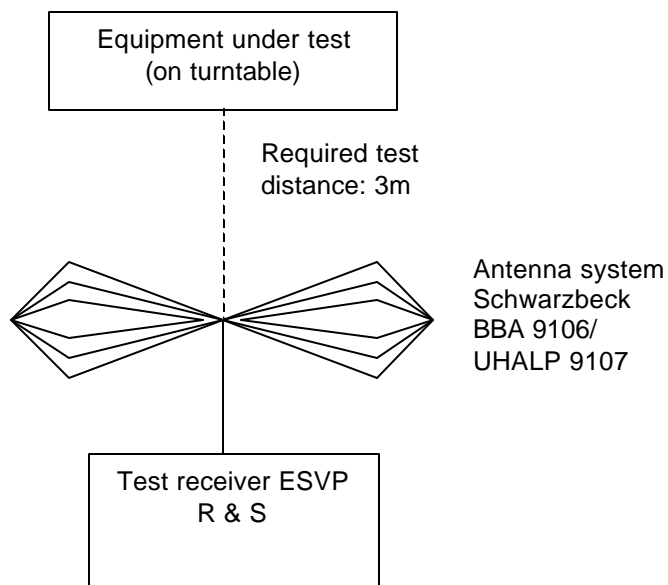 Equipment under test
(on turntable)
Required test
distance: 3m
Antenna system
Schwarzbeck
BBA 9106/
UHALP 9107
Test receiver ESVP
R & S